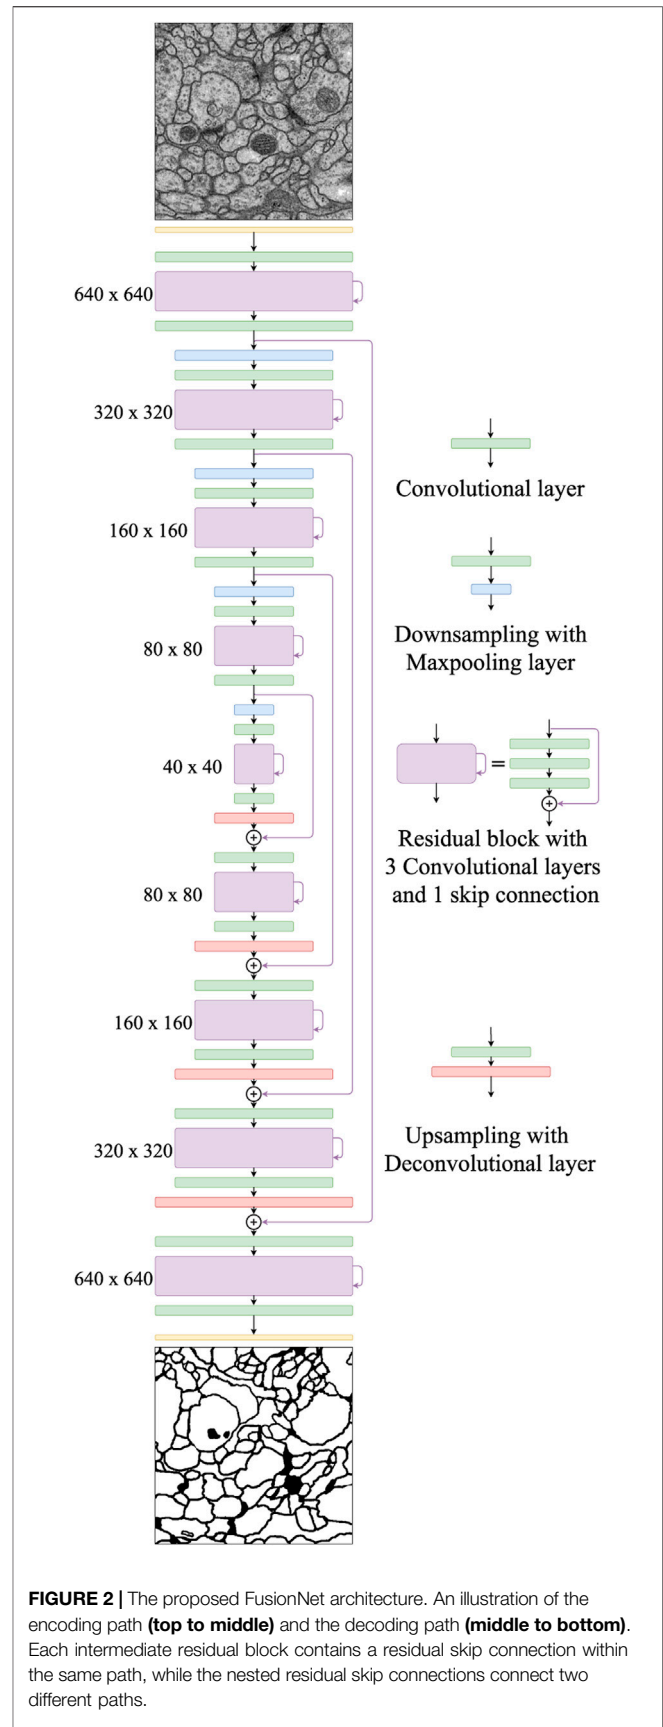 640 x 640
320 x 320
160 x 160
80 x 80
40 x 40
80 x 80
160 x 160
320 x 320
640 x 640
Convolutional layer
Downsampling with
Maxpooling layer
=
Residual block with
3 Convolutional layers
and 1 skip connection
Upsampling with
Deconvolutional layer
FIGURE 2 | The proposed FusionNet architecture. An illustration of the
encoding path (top to middle) and the decoding path (middle to bottom).
Each intermediate residual block contains a residual skip connection within
the same path, while the nested residual skip connections connect two
different paths.